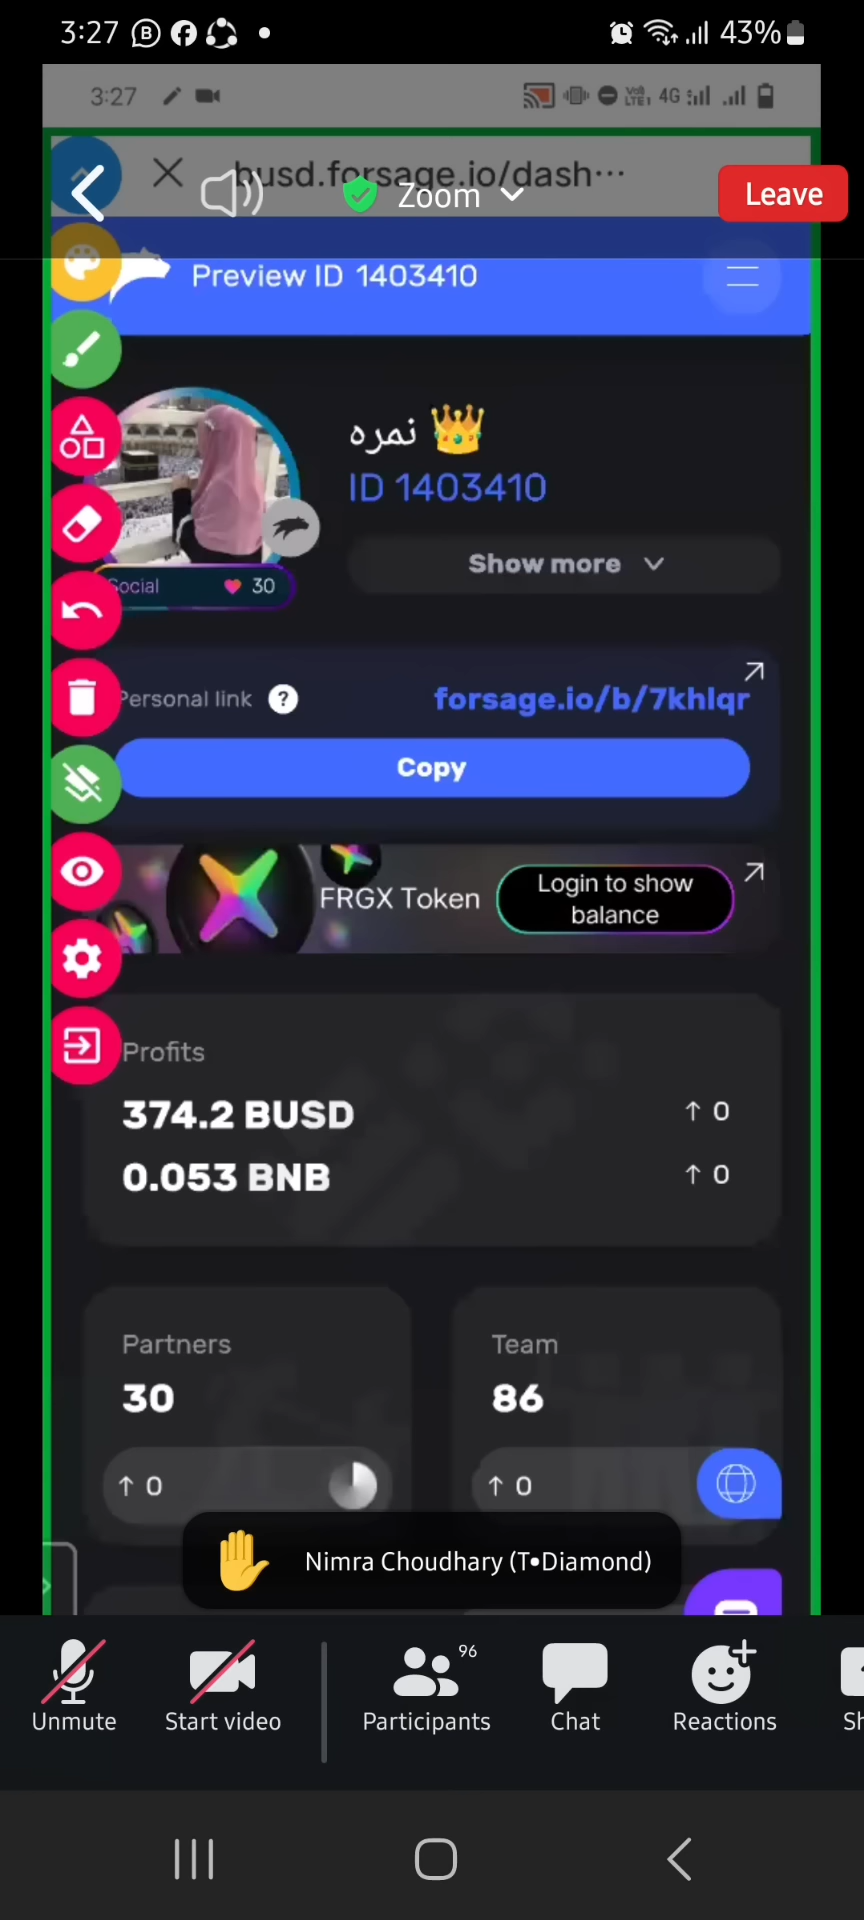 3:27 43%
3:27 4G
busd.forsage.io/dash···
Zoom
Leave
Preview ID 1403410
نمره 👑
ID 1403410
Show more
Social 30
Personal link ? forsage.io/b/7khlqr
Copy
FRGX Token
Login to show
balance
Profits
374.2 BUSD ↑ 0
0.053 BNB ↑ 0
Partners
30
↑ 0
Team
86
↑ 0
Nimra Choudhary (T•Diamond)
96
Unmute
Start video
Participants
Chat
Reactions
Sh